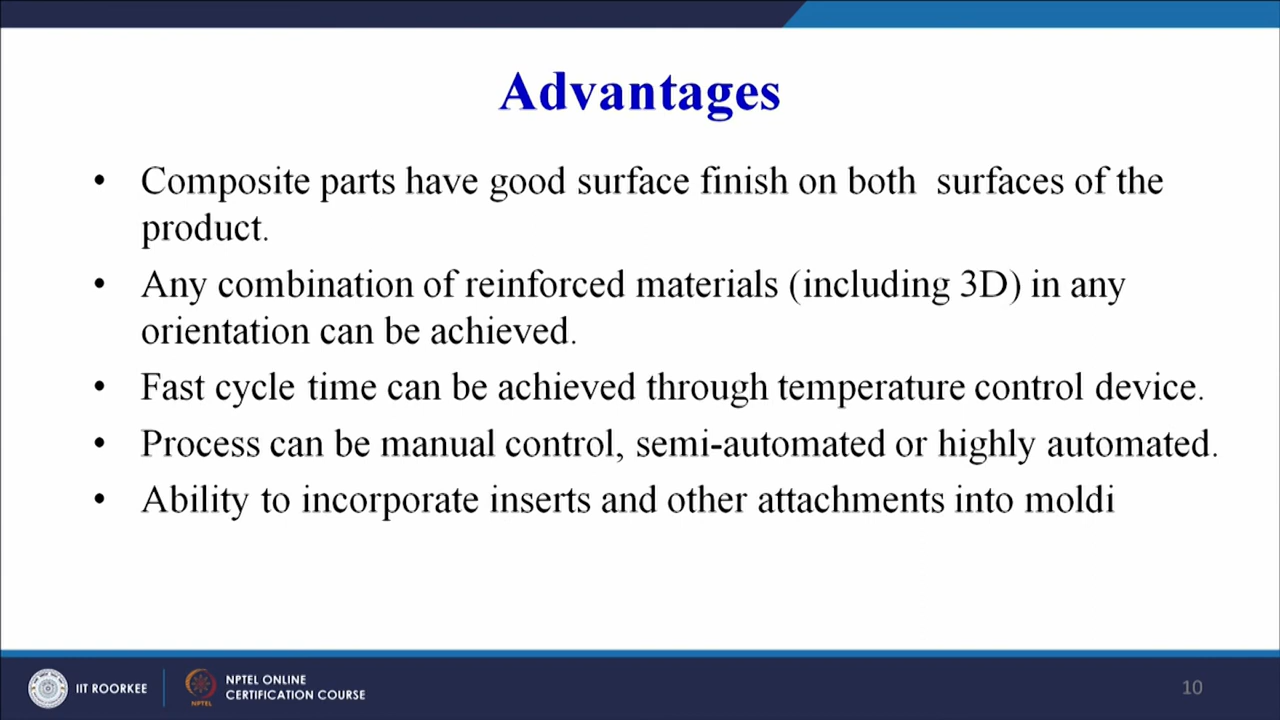 Advantages
• Composite parts have good surface finish on both surfaces of the
product.
• Any combination of reinforced materials (including 3D) in any
orientation can be achieved.
• Fast cycle time can be achieved through temperature control device.
• Process can be manual control, semi-automated or highly automated.
• Ability to incorporate inserts and other attachments into moldi
IIT ROORKEE
NPTEL
NPTEL ONLINE
CERTIFICATION COURSE
10